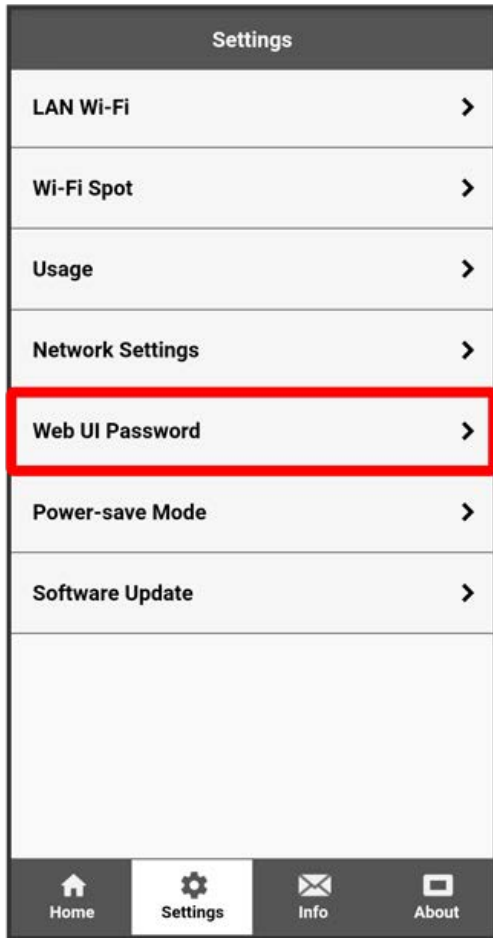 Settings
LAN Wi-Fi
Wi-Fi Spot
Usage
Network Settings
Web UI Password
Power-save Mode
Software Update
Home Settings Info About